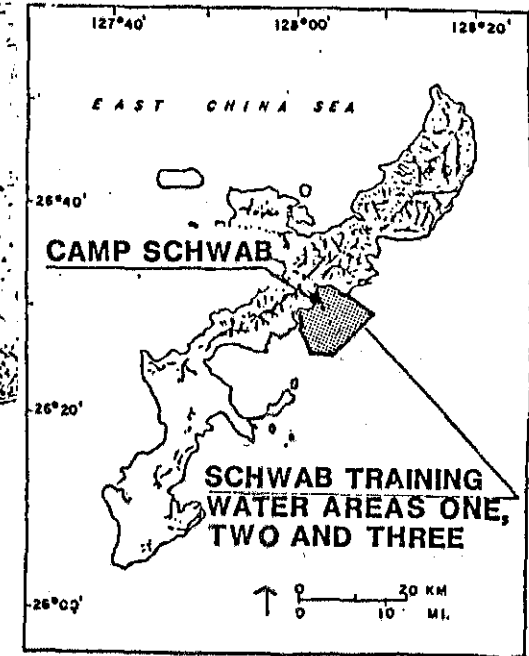 127°40' 128°00' 128°20'
EAST CHINA SEA
26°40'
CAMP SCHWAB
26°20'
SCHWAB TRAINING
WATER AREAS ONE,
TWO AND THREE
26°00'
0 20 KM
0 10 MI.